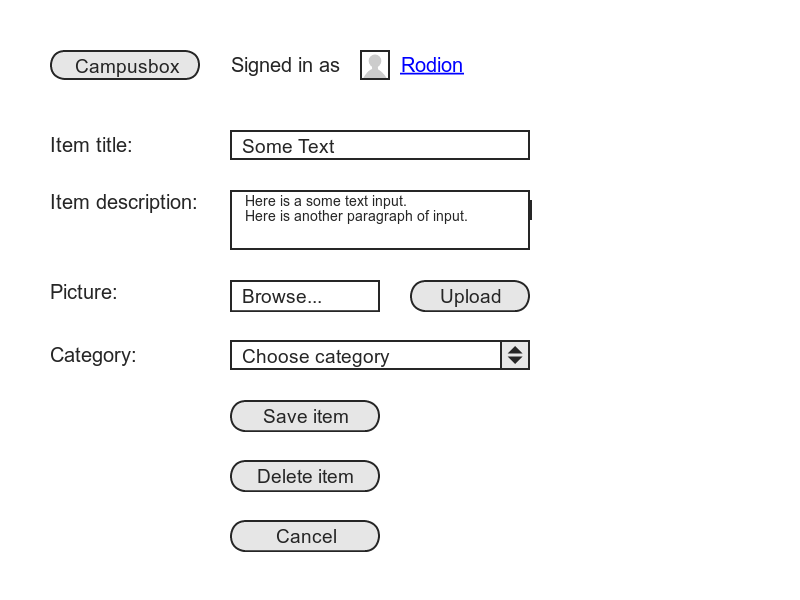 Campusbox Signed in as Rodion
Item title: Some Text
Item description: Here is a some text input.
Here is another paragraph of input.
Picture: Browse... Upload
Category: Choose category
Save item
Delete item
Cancel